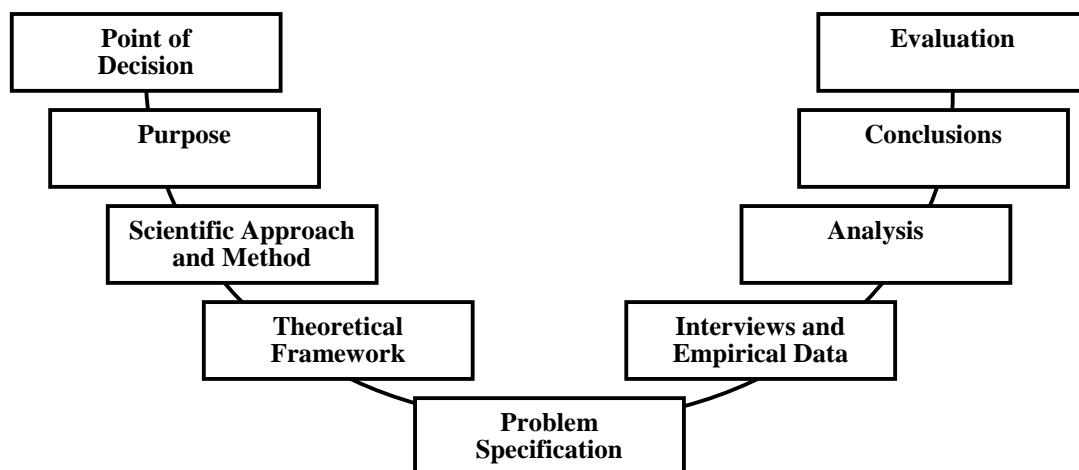 Point of
Decision
Purpose
Scientific Approach
and Method
Theoretical
Framework
Problem
Specification
Interviews and
Empirical Data
Analysis
Conclusions
Evaluation